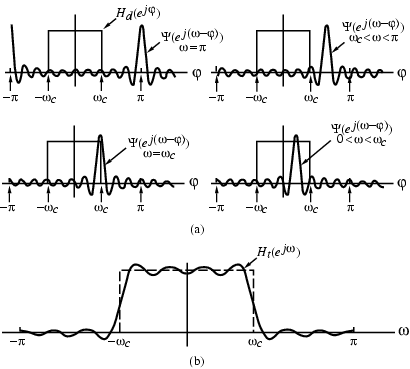 H_d(e^{jφ})
Ψ(e^{j(ω−φ)})
ω=π
φ
−π −ω_c ω_c π
Ψ(e^{j(ω−φ)})
ω_c<ω<π
φ
−π −ω_c ω_c π
Ψ(e^{j(ω−φ)})
ω=ω_c
φ
−π −ω_c ω_c π
Ψ(e^{j(ω−φ)})
0<ω<ω_c
φ
−π −ω_c ω_c π
(a)
H_t(e^{jω})
ω
−π −ω_c ω_c π
(b)